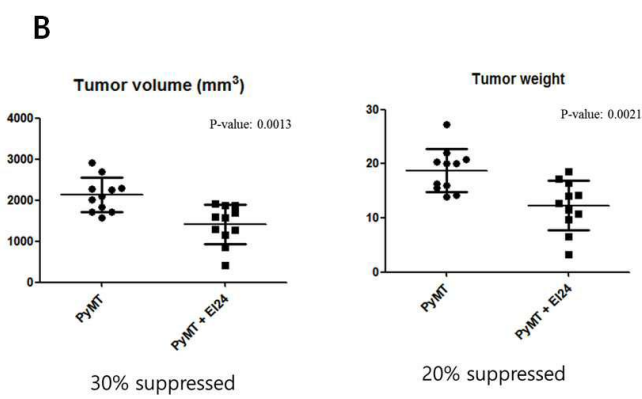 B
Tumor volume (mm³)
P-value: 0.0013
4000
3000
2000
1000
0
PyMT
PyMT + EI24
30% suppressed
Tumor weight
P-value: 0.0021
30
20
10
0
PyMT
PyMT + EI24
20% suppressed